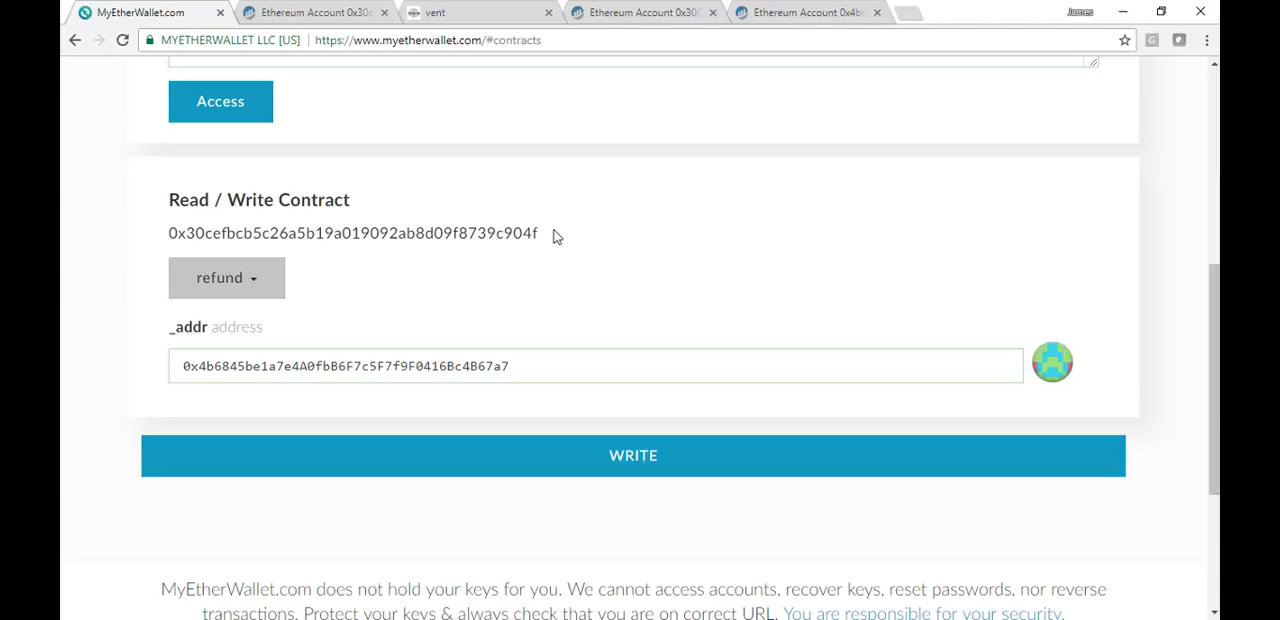 MyEtherWallet.com
Ethereum Account 0x30c
vent
Ethereum Account 0x30
Ethereum Account 0x4b
James
MYETHERWALLET LLC [US]
https://www.myetherwallet.com/#contracts
Access
Read / Write Contract
0x30cefbcb5c26a5b19a019092ab8d09f8739c904f
refund
_addr address
0x4b6845be1a7e4A0fbB6F7c5F7f9F0416Bc4B67a7
WRITE
MyEtherWallet.com does not hold your keys for you. We cannot access accounts, recover keys, reset passwords, nor reverse
transactions. Protect your keys & always check that you are on correct URL. You are responsible for your security.